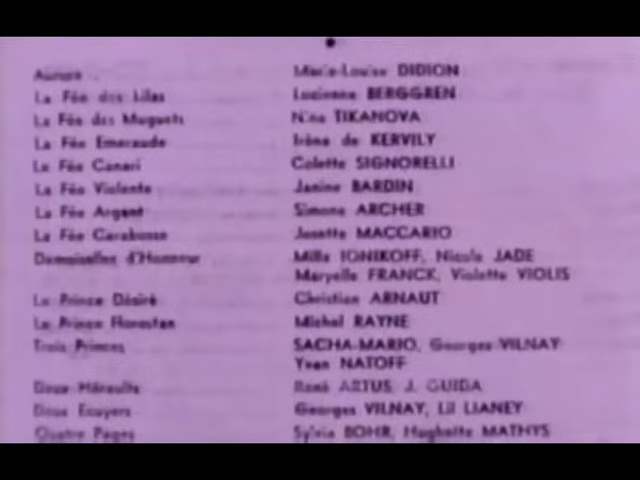 Aurore Marie-Louise DIDION
La Fée des Lilas Lucienne BERGGREN
La Fée des Muguets Nina TIKANOVA
La Fée Emeraude Irène de KERVILY
La Fée Canari Colette SIGNORELLI
La Fée Violente Janine BARDIN
La Fée Argent Simone ARCHER
La Fée Carabosse Josette MACCARIO
Demoiselles d'Honneur Milla IONIKOFF, Nicole JADE
Maryelle FRANCK, Violette VIOLIS
Le Prince Désiré Christian ARNAUT
Le Prince Florestan Michel RAYNE
Trois Princes SACHA-MARIO, Georges VILNAY
Yvan NATOFF
Deux Hérauts René ARTUS, J. GUIDA
Deux Ecuyers Georges VILNAY, Lil LIANEY
Quatre Pages Sylvia BOHR, Hughette MATHYS